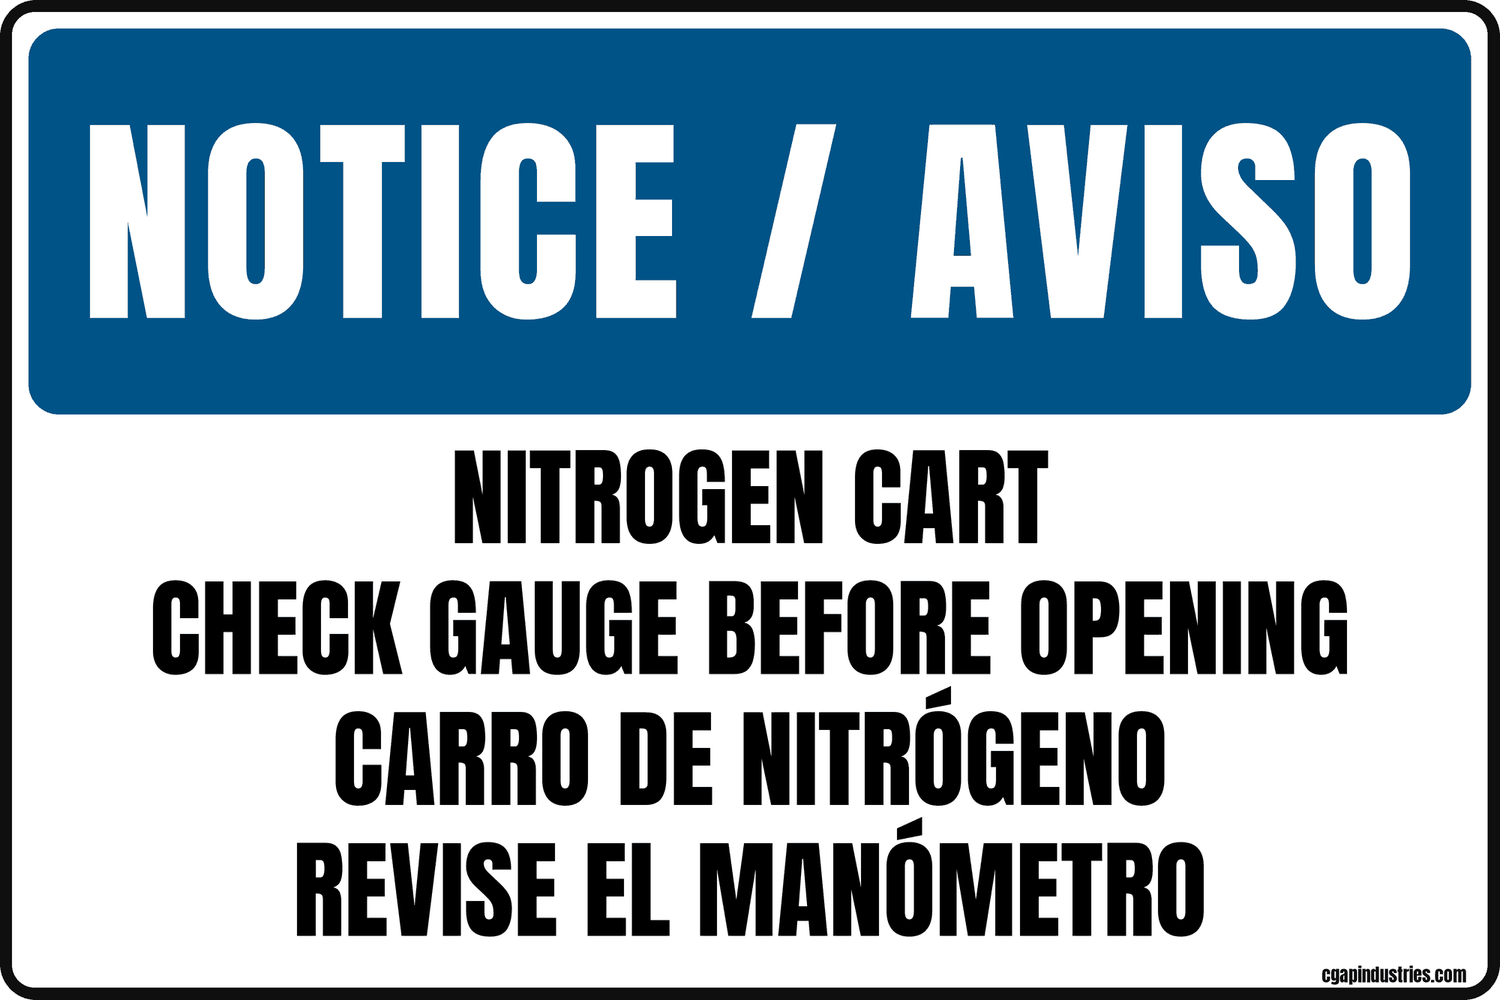 NOTICE / AVISO
NITROGEN CART
CHECK GAUGE BEFORE OPENING
CARRO DE NITRÓGENO
REVISE EL MANÓMETRO
cgapindustries.com